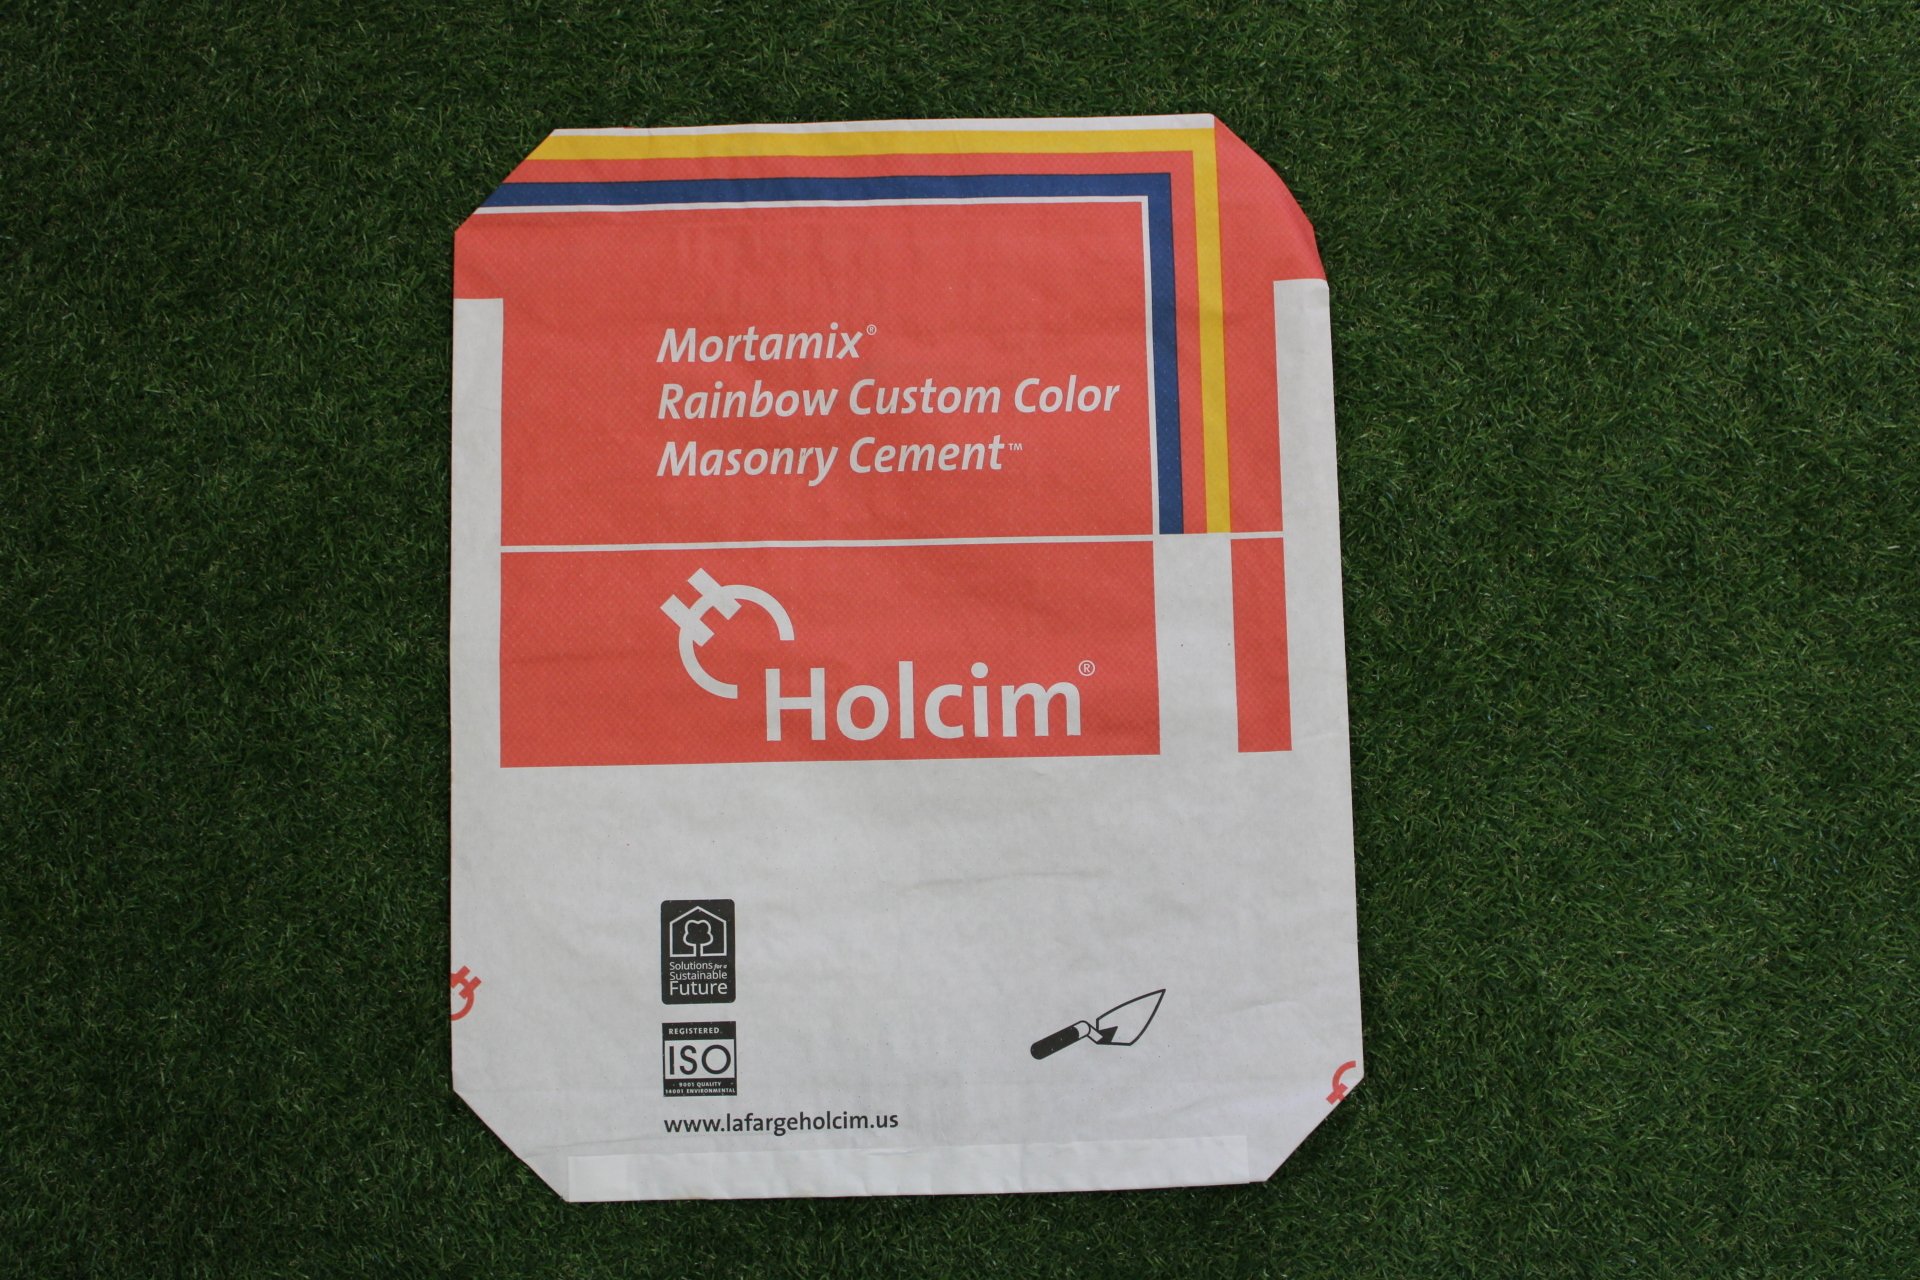 Mortamix®
Rainbow Custom Color
Masonry Cement™
Holcim®
Solutions for a
Sustainable
Future
REGISTERED
ISO
9001 QUALITY
14001 ENVIRONMENTAL
www.lafargeholcim.us